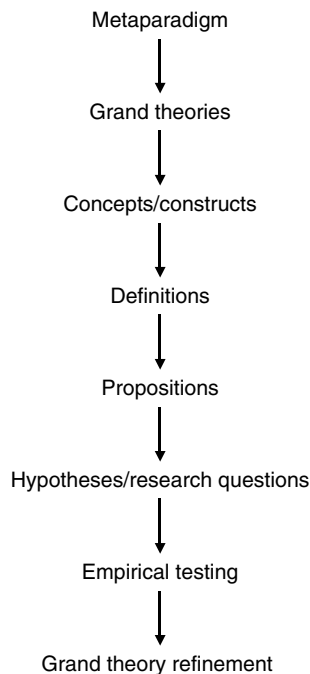 Metaparadigm
Grand theories
Concepts/constructs
Definitions
Propositions
Hypotheses/research questions
Empirical testing
Grand theory refinement